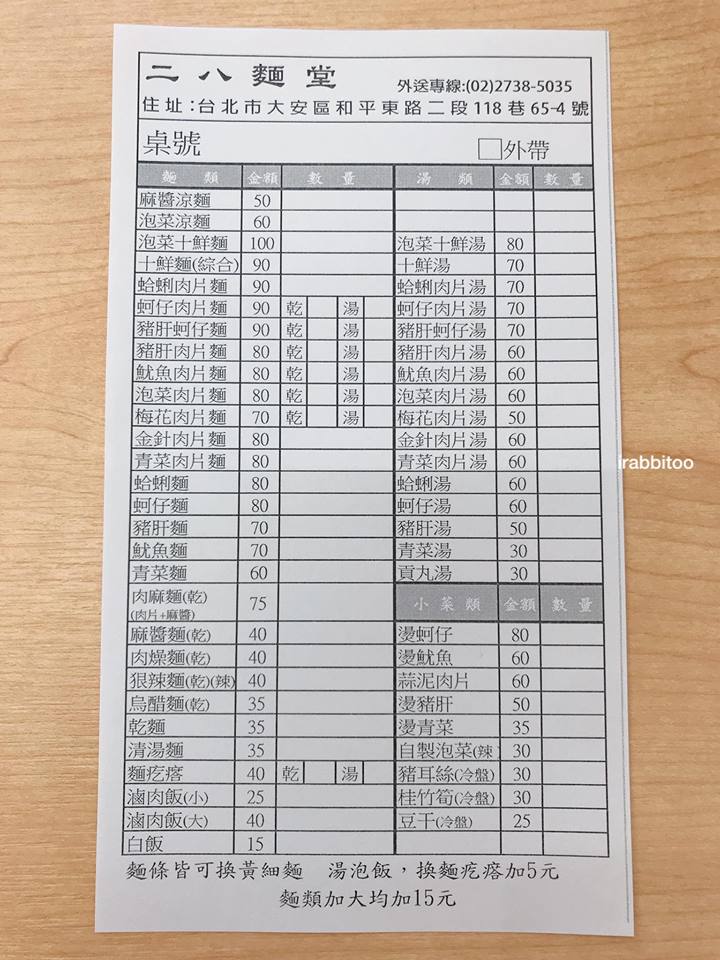 二八麵堂 外送專線:(02)2738-5035
住址:台北市大安區和平東路二段118巷65-4號
桌號 □外帶
麵類 金額 數量 湯類 金額 數量
麻醬涼麵 50
泡菜涼麵 60
泡菜十鮮麵 100 泡菜十鮮湯 80
十鮮麵(綜合) 90 十鮮湯 70
蛤蜊肉片麵 90 蛤蜊肉片湯 70
蚵仔肉片麵 90 乾 湯 蚵仔肉片湯 70
豬肝蚵仔麵 90 乾 湯 豬肝蚵仔湯 70
豬肝肉片麵 80 乾 湯 豬肝肉片湯 60
魷魚肉片麵 80 乾 湯 魷魚肉片湯 60
泡菜肉片麵 80 乾 湯 泡菜肉片湯 60
梅花肉片麵 70 乾 湯 梅花肉片湯 50
金針肉片麵 80 金針肉片湯 60
青菜肉片麵 80 青菜肉片湯 60
蛤蜊麵 80 蛤蜊湯 60
蚵仔麵 80 蚵仔湯 60
豬肝麵 70 豬肝湯 50
魷魚麵 70 青菜湯 30
青菜麵 60 貢丸湯 30
肉麻麵(乾) 75 小菜類 金額 數量
(肉片+麻醬)
麻醬麵(乾) 40 燙蚵仔 80
肉燥麵(乾) 40 燙魷魚 60
狠辣麵(乾)(辣) 40 蒜泥肉片 60
烏醋麵(乾) 35 燙豬肝 50
乾麵 35 燙青菜 35
清湯麵 35 自製泡菜(辣) 30
麵疙瘩 40 乾 湯 豬耳絲(冷盤) 30
滷肉飯(小) 25 桂竹筍(冷盤) 30
滷肉飯(大) 40 豆干(冷盤) 25
白飯 15
麵條皆可換黃細麵 湯泡飯，換麵疙瘩加5元
麵類加大均加15元
irabbitoo